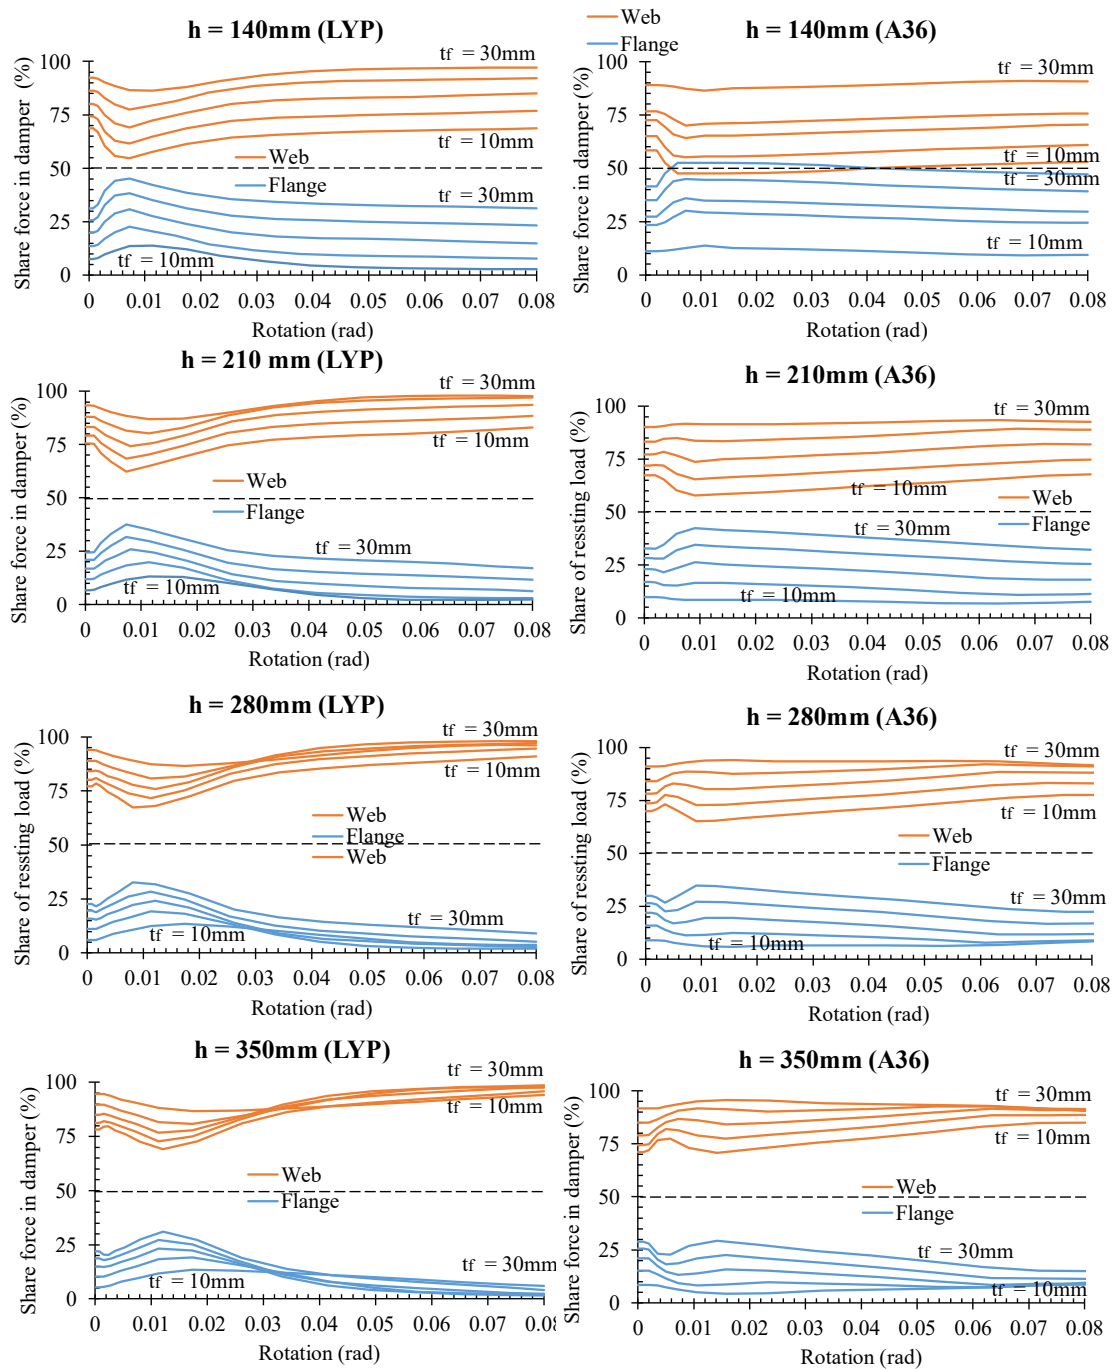 h = 140mm (LYP)
Share force in damper (%)
100
75
50
25
0
tf = 30mm
tf = 10mm
Web
Flange
tf = 30mm
tf = 10mm
0 0.01 0.02 0.03 0.04 0.05 0.06 0.07 0.08
Rotation (rad)
Web
Flange
h = 140mm (A36)
Share force in damper (%)
100
75
50
25
0
tf = 30mm
tf = 10mm
tf = 30mm
tf = 10mm
0 0.01 0.02 0.03 0.04 0.05 0.06 0.07 0.08
Rotation (rad)
h = 210 mm (LYP)
Share force in damper (%)
100
75
50
25
0
tf = 30mm
tf = 10mm
Web
Flange
tf = 30mm
tf = 10mm
0 0.01 0.02 0.03 0.04 0.05 0.06 0.07 0.08
Rotation (rad)
h = 210mm (A36)
Share of ressting load (%)
100
75
50
25
0
tf = 30mm
tf = 10mm
Web
Flange
tf = 30mm
tf = 10mm
0 0.01 0.02 0.03 0.04 0.05 0.06 0.07 0.08
Rotation (rad)
h = 280mm (LYP)
Share of ressting load (%)
100
75
50
25
0
tf = 30mm
tf = 10mm
Web
Flange
Web
tf = 30mm
tf = 10mm
0 0.01 0.02 0.03 0.04 0.05 0.06 0.07 0.08
Rotation (rad)
h = 280mm (A36)
Share of ressting load (%)
100
75
50
25
0
tf = 30mm
tf = 10mm
Web
Flange
tf = 30mm
tf = 10mm
0 0.01 0.02 0.03 0.04 0.05 0.06 0.07 0.08
Rotation (rad)
h = 350mm (LYP)
Share force in damper (%)
100
75
50
25
0
tf = 30mm
tf = 10mm
Web
Flange
tf = 30mm
tf = 10mm
0 0.01 0.02 0.03 0.04 0.05 0.06 0.07 0.08
Rotation (rad)
h = 350mm (A36)
Share force in damper (%)
100
75
50
25
0
tf = 30mm
tf = 10mm
Web
Flange
tf = 30mm
tf = 10mm
0 0.01 0.02 0.03 0.04 0.05 0.06 0.07 0.08
Rotation (rad)